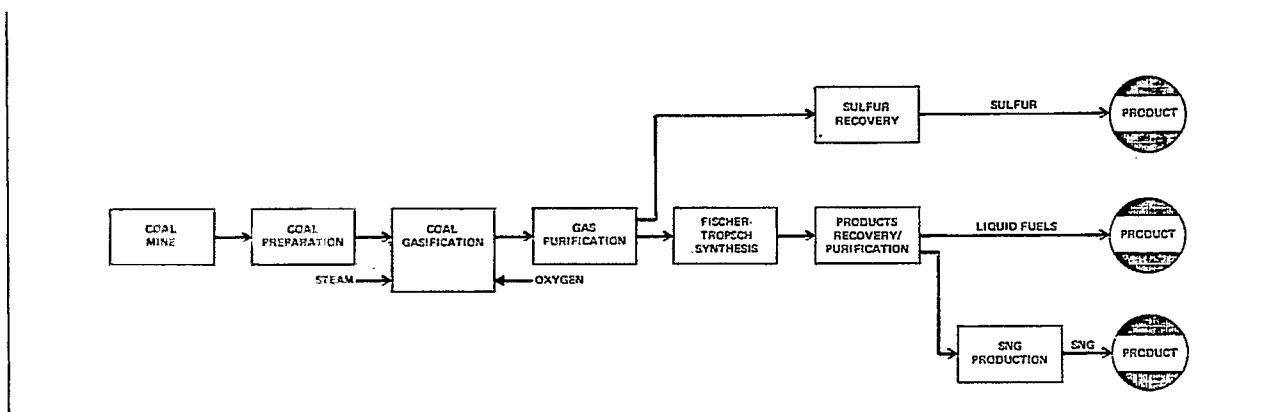 SULFUR
RECOVERY
SULFUR
PRODUCT
COAL
MINE
COAL
PREPARATION
COAL
GASIFICATION
GAS
PURIFICATION
FISCHER-
TROPSCH
SYNTHESIS
PRODUCTS
RECOVERY/
PURIFICATION
LIQUID FUELS
PRODUCT
STEAM
OXYGEN
SNG
PRODUCTION
SNG
PRODUCT